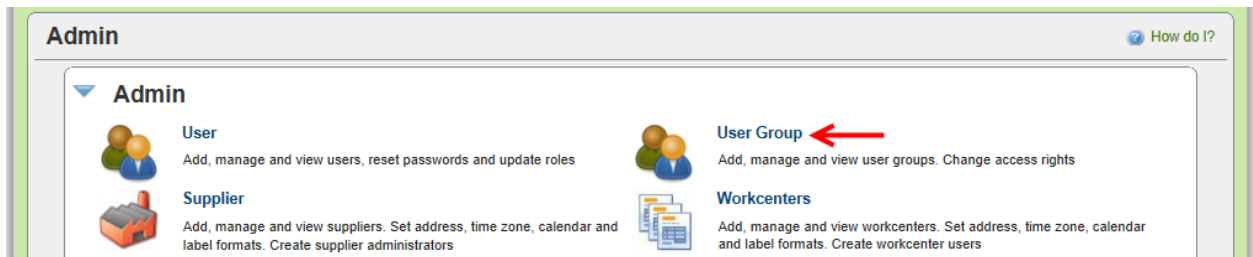 Admin
How do I?
Admin
User
Add, manage and view users, reset passwords and update roles
User Group
Add, manage and view user groups. Change access rights
Supplier
Add, manage and view suppliers. Set address, time zone, calendar and
label formats. Create supplier administrators
Workcenters
Add, manage and view workcenters. Set address, time zone, calendar
and label formats. Create workcenter users